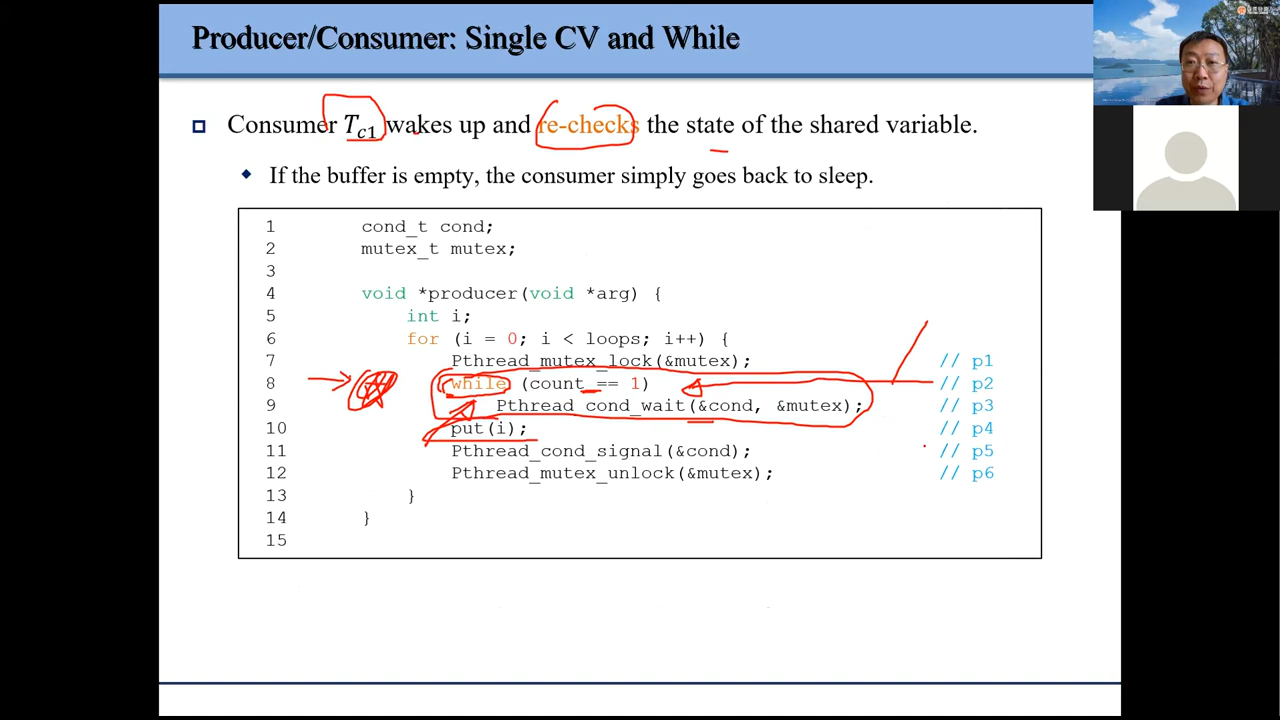 Producer/Consumer: Single CV and While
Consumer T_c1 wakes up and re-checks the state of the shared variable.
If the buffer is empty, the consumer simply goes back to sleep.
1 cond_t cond;
2 mutex_t mutex;
3
4 void *producer(void *arg) {
5 int i;
6 for (i = 0; i < loops; i++) {
7 Pthread_mutex_lock(&mutex); // p1
8 while (count == 1) // p2
9 Pthread_cond_wait(&cond, &mutex); // p3
10 put(i); // p4
11 Pthread_cond_signal(&cond); // p5
12 Pthread_mutex_unlock(&mutex); // p6
13 }
14 }
15